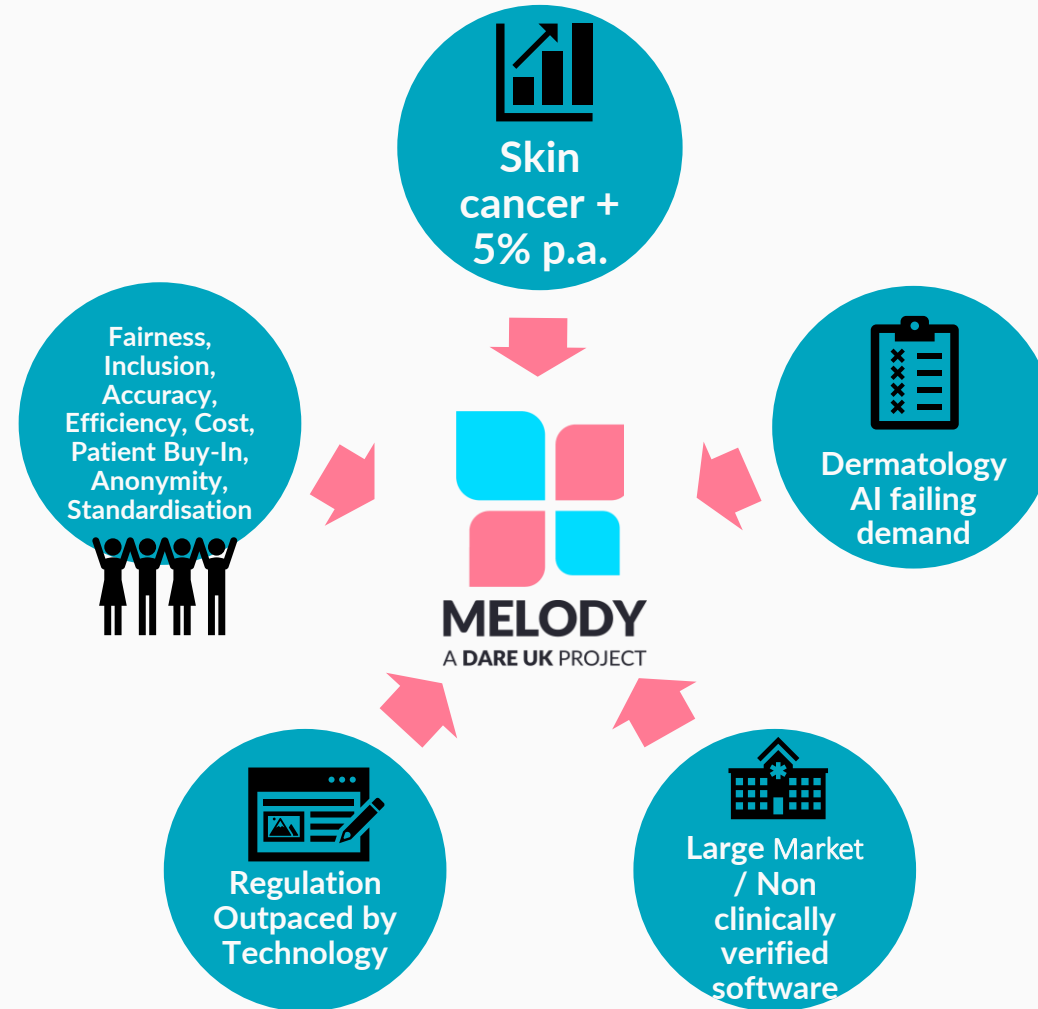 Skin
cancer +
5% p.a.
Fairness,
Inclusion,
Accuracy,
Efficiency, Cost,
Patient Buy-In,
Anonymity,
Standardisation
Dermatology
AI failing
demand
MELODY
A DARE UK PROJECT
Regulation
Outpaced by
Technology
Large Market
/ Non
clinically
verified
software